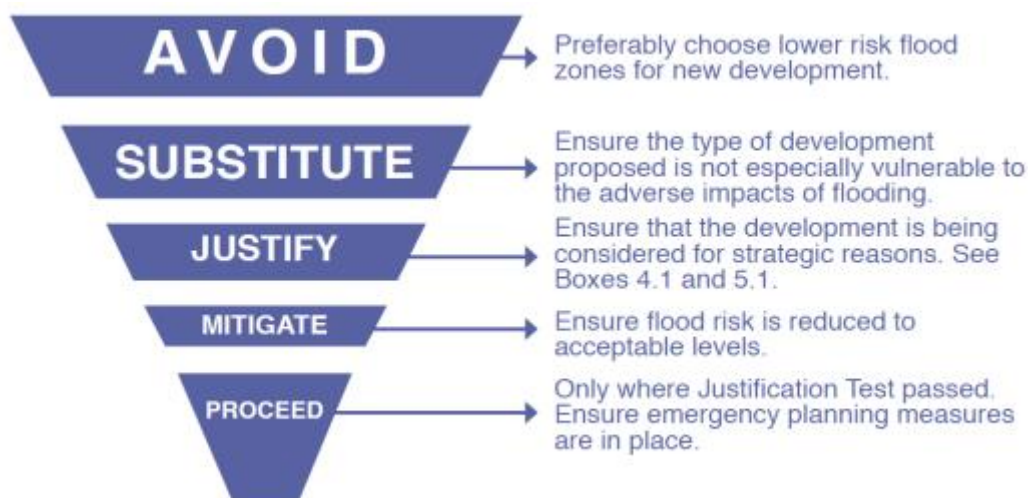 AVOID
Preferably choose lower risk flood
zones for new development.
SUBSTITUTE
Ensure the type of development
proposed is not especially vulnerable to
the adverse impacts of flooding.
JUSTIFY
Ensure that the development is being
considered for strategic reasons. See
Boxes 4.1 and 5.1.
MITIGATE
Ensure flood risk is reduced to
acceptable levels.
PROCEED
Only where Justification Test passed.
Ensure emergency planning measures
are in place.